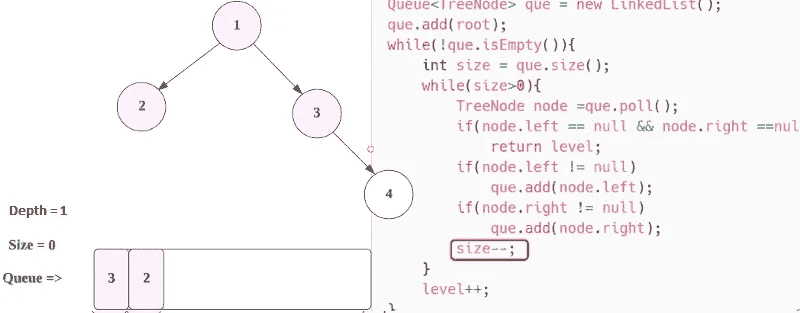 1
2
3
4
Depth = 1
Size = 0
Queue =>
3 2
Queue<TreeNode> que = new LinkedList();
que.add(root);
while(!que.isEmpty()){
int size = que.size();
while(size>0){
TreeNode node =que.poll();
if(node.left == null && node.right ==nul
return level;
if(node.left != null)
que.add(node.left);
if(node.right != null)
que.add(node.right);
size--;
}
level++;
}